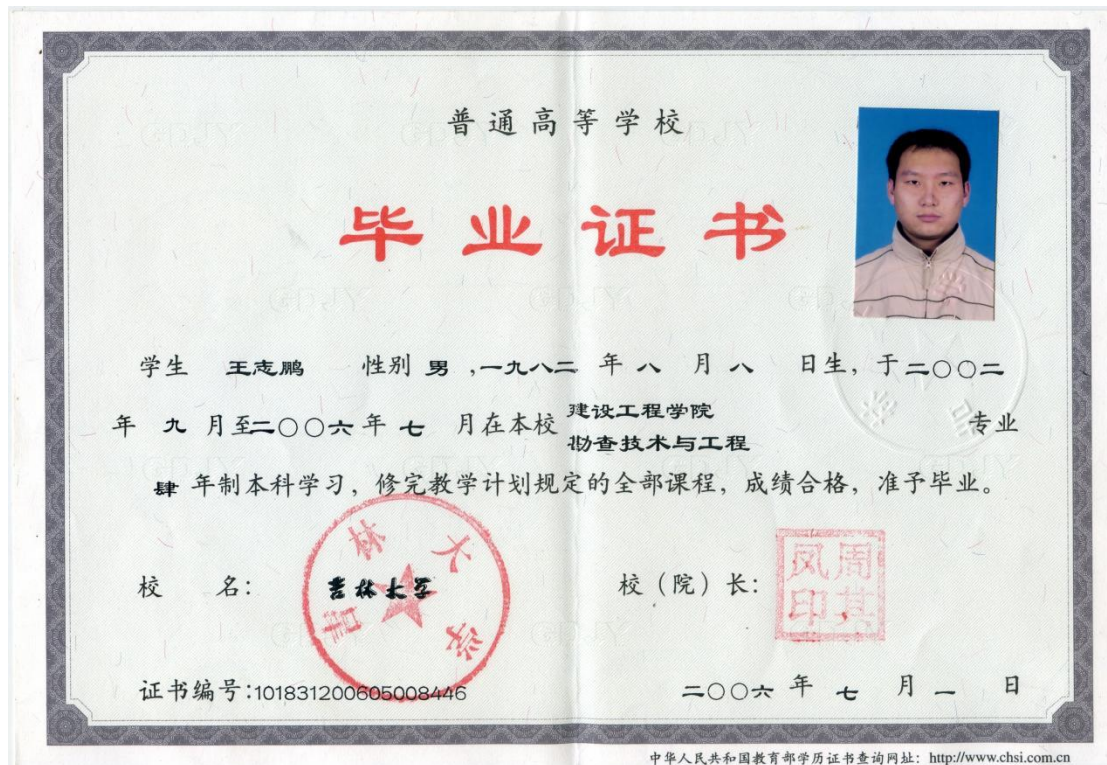 普通高等学校
毕业证书
学生 王志鹏 性别 男 ,一九八二 年 八 月 八 日生, 于二〇〇二
年 九 月至二〇〇六年 七 月在本校 建设工程学院
勘查技术与工程 专业
肆 年制本科学习, 修完教学计划规定的全部课程, 成绩合格, 准予毕业。
校 名: 吉林大学
吉林大学
校（院）长:
周其凤印
证书编号:101831200605008446
二〇〇六 年 七 月 一 日
中华人民共和国教育部学历证书查询网址: http://www.chsi.com.cn